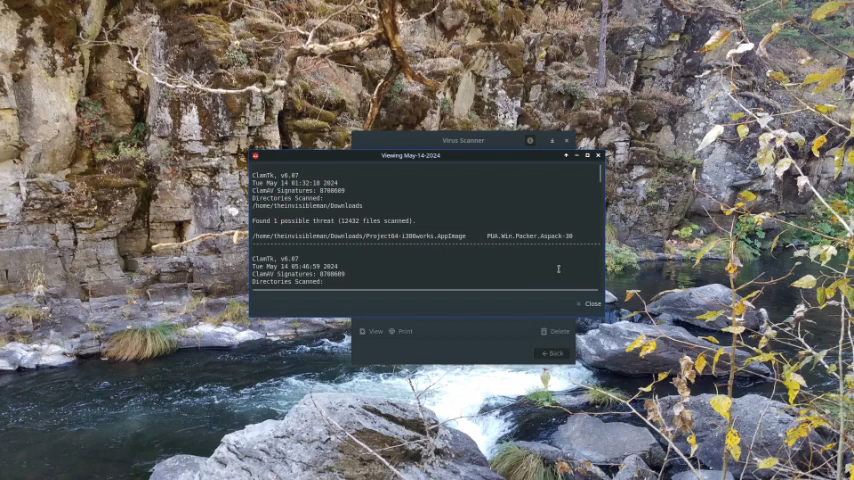 Virus Scanner
Viewing May-14-2024
ClamTk, v6.07
Tue May 14 01:32:18 2024
ClamAV Signatures: 8708609
Directories Scanned:
/home/theinvisibleman/Downloads
Found 1 possible threat (12432 files scanned).
/home/theinvisibleman/Downloads/Project64-i386works.AppImage PUA.Win.Packer.Aspack-30
ClamTk, v6.07
Tue May 14 05:46:59 2024
ClamAV Signatures: 8708609
Directories Scanned:
Close
View Print Delete
Back